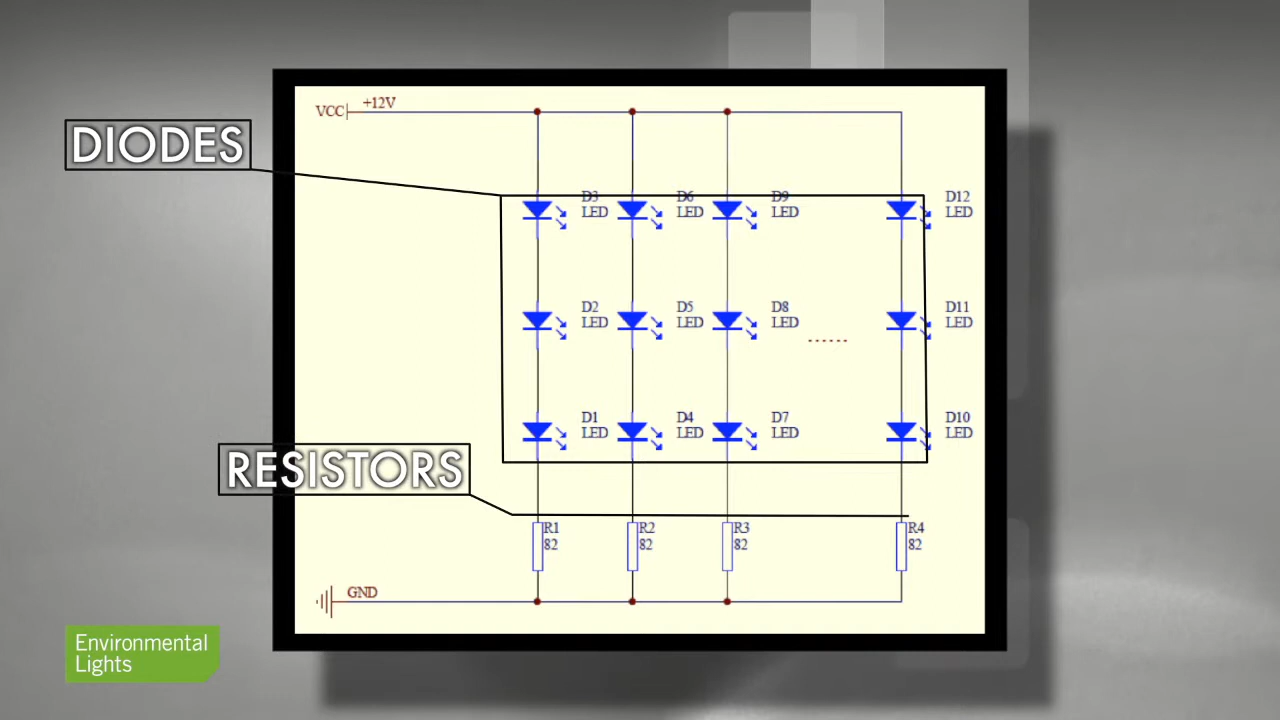 VCC +12V
DIODES
D3 D6 D9 D12
LED LED LED LED
D2 D5 D8 D11
LED LED LED LED
......
D1 D4 D7 D10
LED LED LED LED
RESISTORS
R1 R2 R3 R4
82 82 82 82
GND
Environmental
Lights